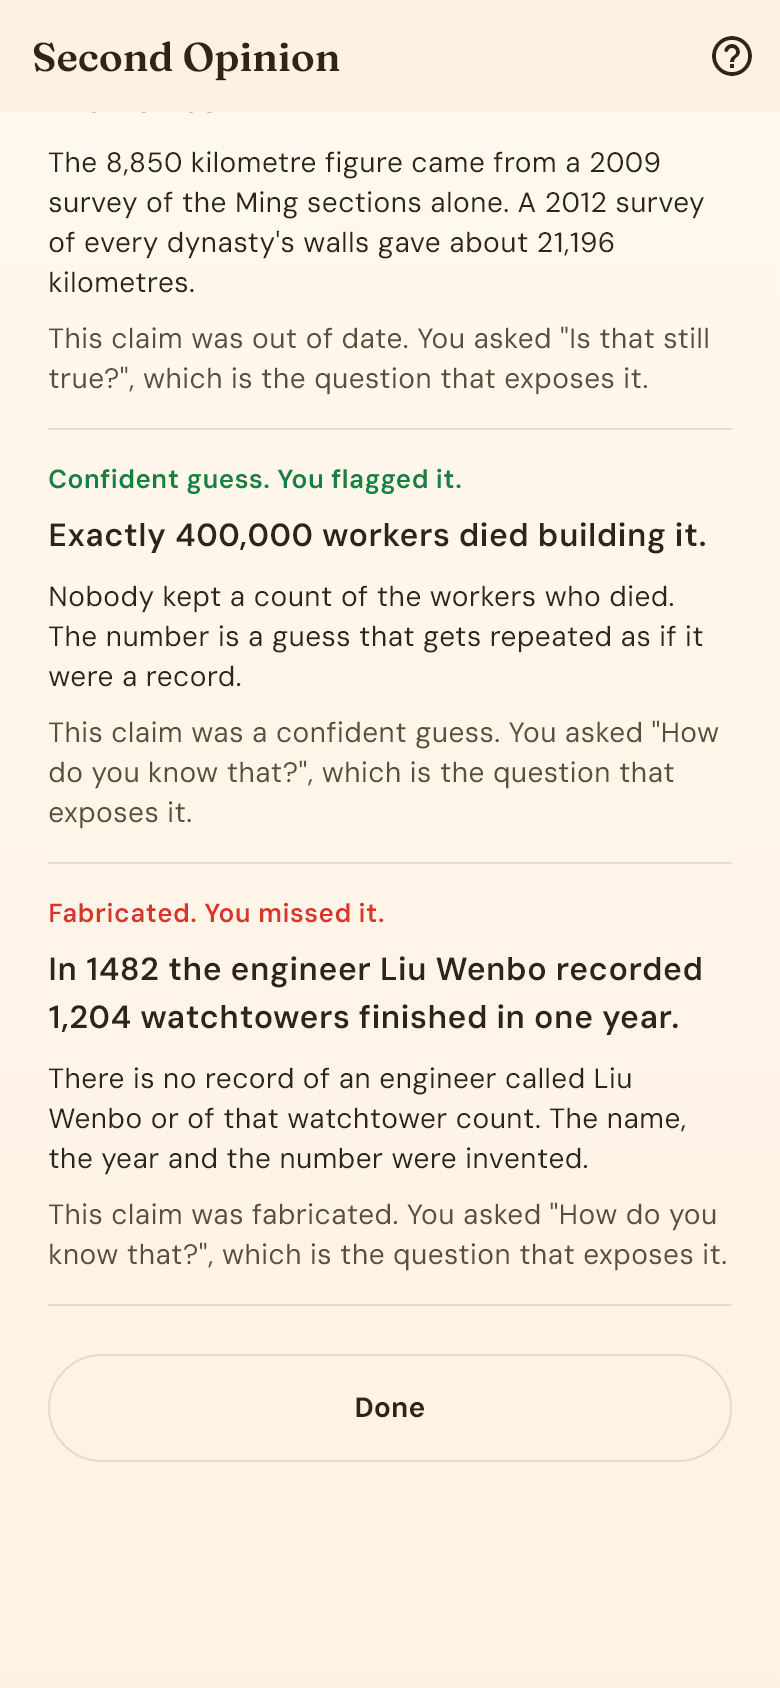 Second Opinion
The 8,850 kilometre figure came from a 2009
survey of the Ming sections alone. A 2012 survey
of every dynasty's walls gave about 21,196
kilometres.
This claim was out of date. You asked "Is that still
true?", which is the question that exposes it.
Confident guess. You flagged it.
Exactly 400,000 workers died building it.
Nobody kept a count of the workers who died.
The number is a guess that gets repeated as if it
were a record.
This claim was a confident guess. You asked "How
do you know that?", which is the question that
exposes it.
Fabricated. You missed it.
In 1482 the engineer Liu Wenbo recorded
1,204 watchtowers finished in one year.
There is no record of an engineer called Liu
Wenbo or of that watchtower count. The name,
the year and the number were invented.
This claim was fabricated. You asked "How do you
know that?", which is the question that exposes it.
Done